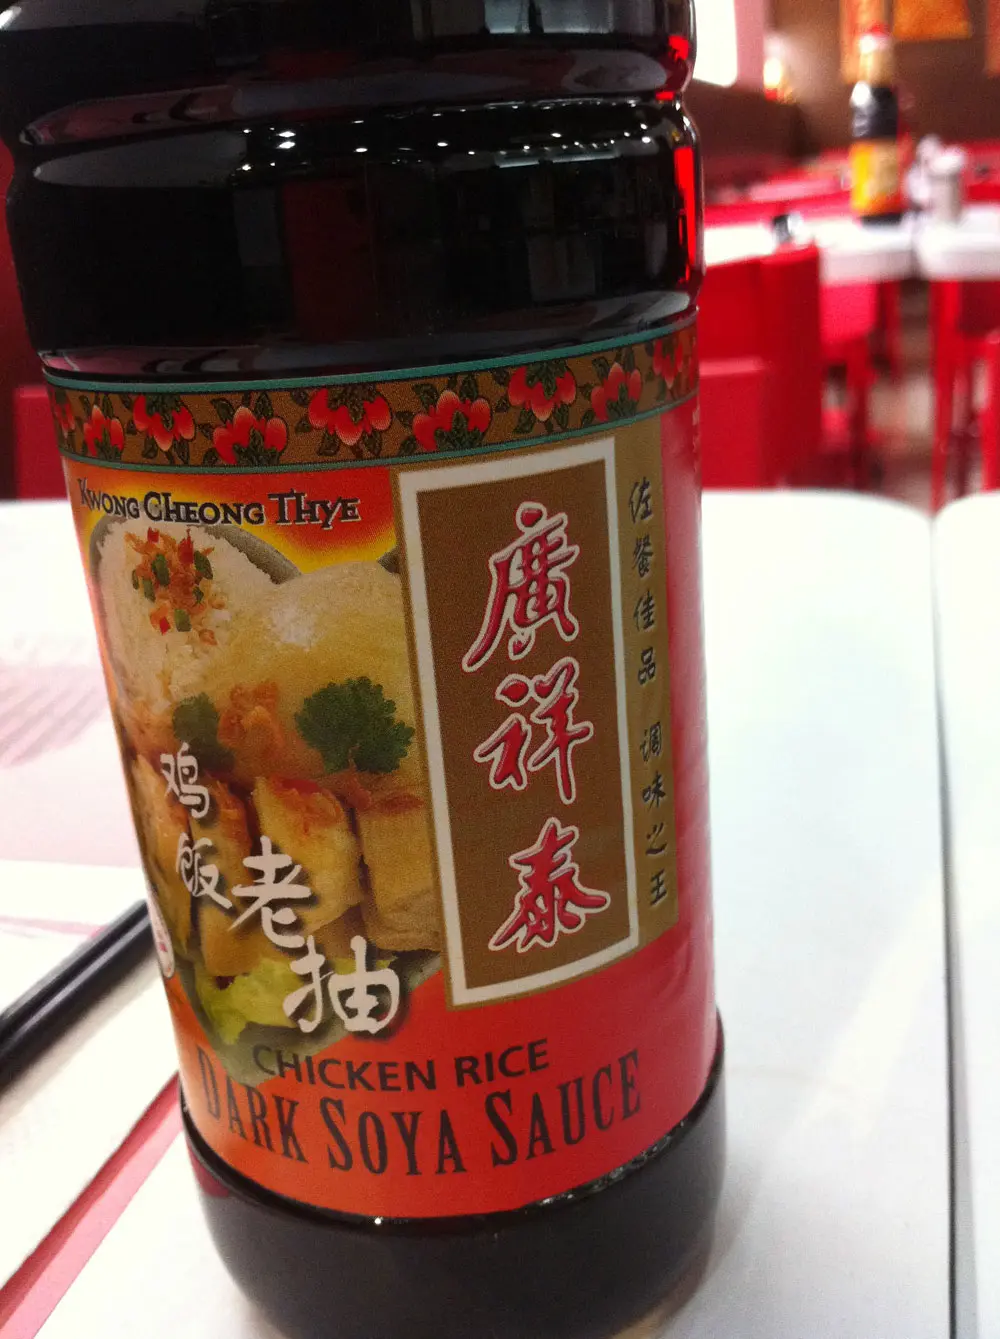 Kwong Cheong Thye
廣祥泰
佐餐佳品 调味之王
鸡饭
老抽
CHICKEN RICE
DARK SOYA SAUCE